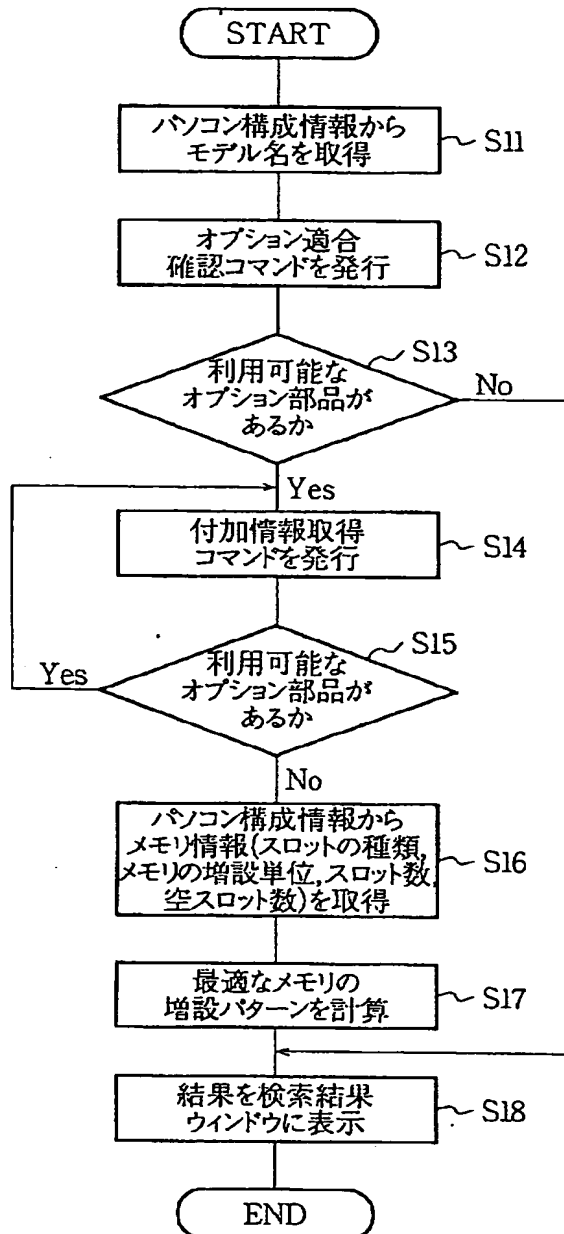 START
パソコン構成情報から
モデル名を取得
S11
オプション適合
確認コマンドを発行
S12
S13
利用可能な
オプション部品が
あるか
No
Yes
付加情報取得
コマンドを発行
S14
S15
利用可能な
オプション部品が
あるか
Yes
No
パソコン構成情報から
メモリ情報(スロットの種類,
メモリの増設単位,スロット数,
空スロット数)を取得
S16
最適なメモリの
増設パターンを計算
S17
結果を検索結果
ウィンドウに表示
S18
END